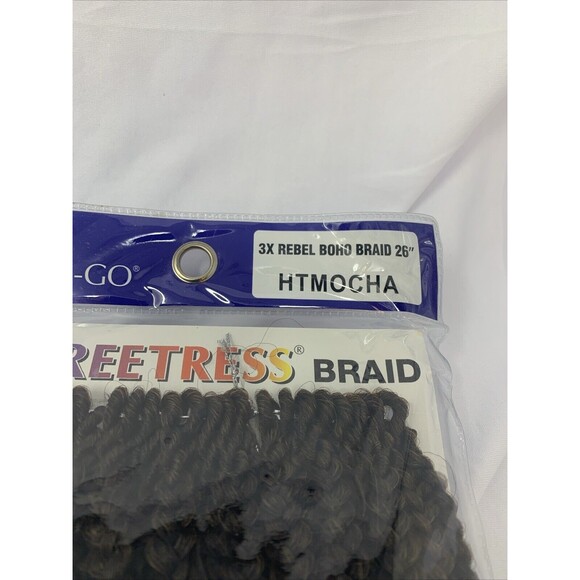 3X REBEL BOHO BRAID 26"
-GO®
HTMOCHA
REETRESS® BRAID